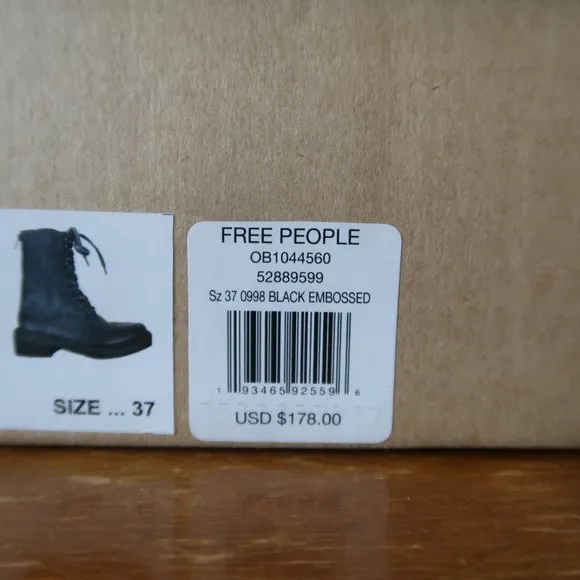 SIZE ... 37
FREE PEOPLE
OB1044560
52889599
Sz 37 0998 BLACK EMBOSSED
1 93465 92559 6
USD $178.00